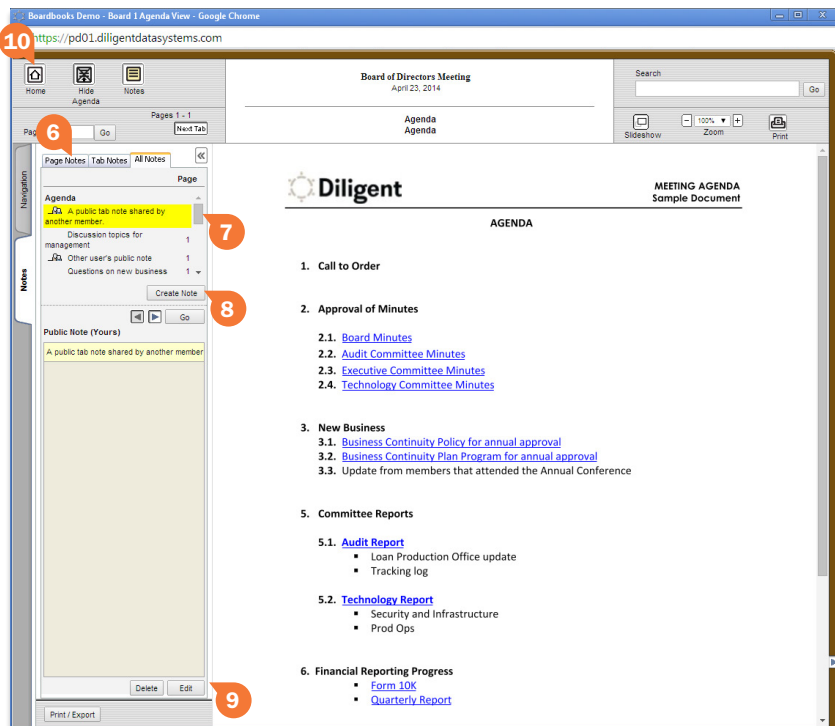 Boardbooks Demo - Board 1 Agenda View - Google Chrome
10
https://pd01.diligentdatasystems.com
Home
Hide Agenda
Notes
Board of Directors Meeting
April 23, 2014
Search
Go
Pages 1 - 1
Go
Next Tab
Agenda
Agenda
Slideshow
100%
Zoom
Print
6
Page Notes
Tab Notes
All Notes
Navigation
Notes
Page
Agenda
A public tab note shared by
another member.
Discussion topics for
management 1
Other user's public note 1
Questions on new business 1
7
Create Note
8
Go
Public Note (Yours)
A public tab note shared by another member
Delete
Edit
9
Print / Export
Diligent
MEETING AGENDA
Sample Document
AGENDA
1. Call to Order
2. Approval of Minutes
2.1. Board Minutes
2.2. Audit Committee Minutes
2.3. Executive Committee Minutes
2.4. Technology Committee Minutes
3. New Business
3.1. Business Continuity Policy for annual approval
3.2. Business Continuity Plan Program for annual approval
3.3. Update from members that attended the Annual Conference
5. Committee Reports
5.1. Audit Report
▪ Loan Production Office update
▪ Tracking log
5.2. Technology Report
▪ Security and Infrastructure
▪ Prod Ops
6. Financial Reporting Progress
▪ Form 10K
▪ Quarterly Report